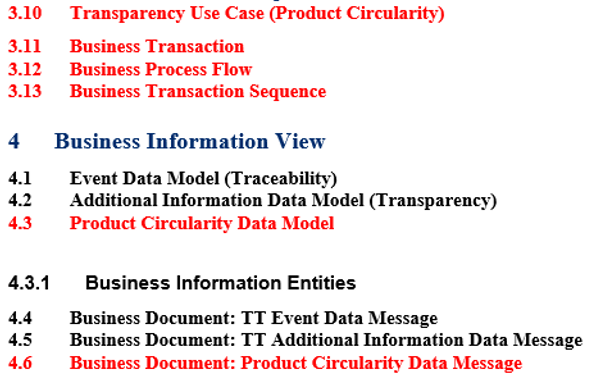 3.10 Transparency Use Case (Product Circularity)
3.11 Business Transaction
3.12 Business Process Flow
3.13 Business Transaction Sequence
4 Business Information View
4.1 Event Data Model (Traceability)
4.2 Additional Information Data Model (Transparency)
4.3 Product Circularity Data Model
4.3.1 Business Information Entities
4.4 Business Document: TT Event Data Message
4.5 Business Document: TT Additional Information Data Message
4.6 Business Document: Product Circularity Data Message